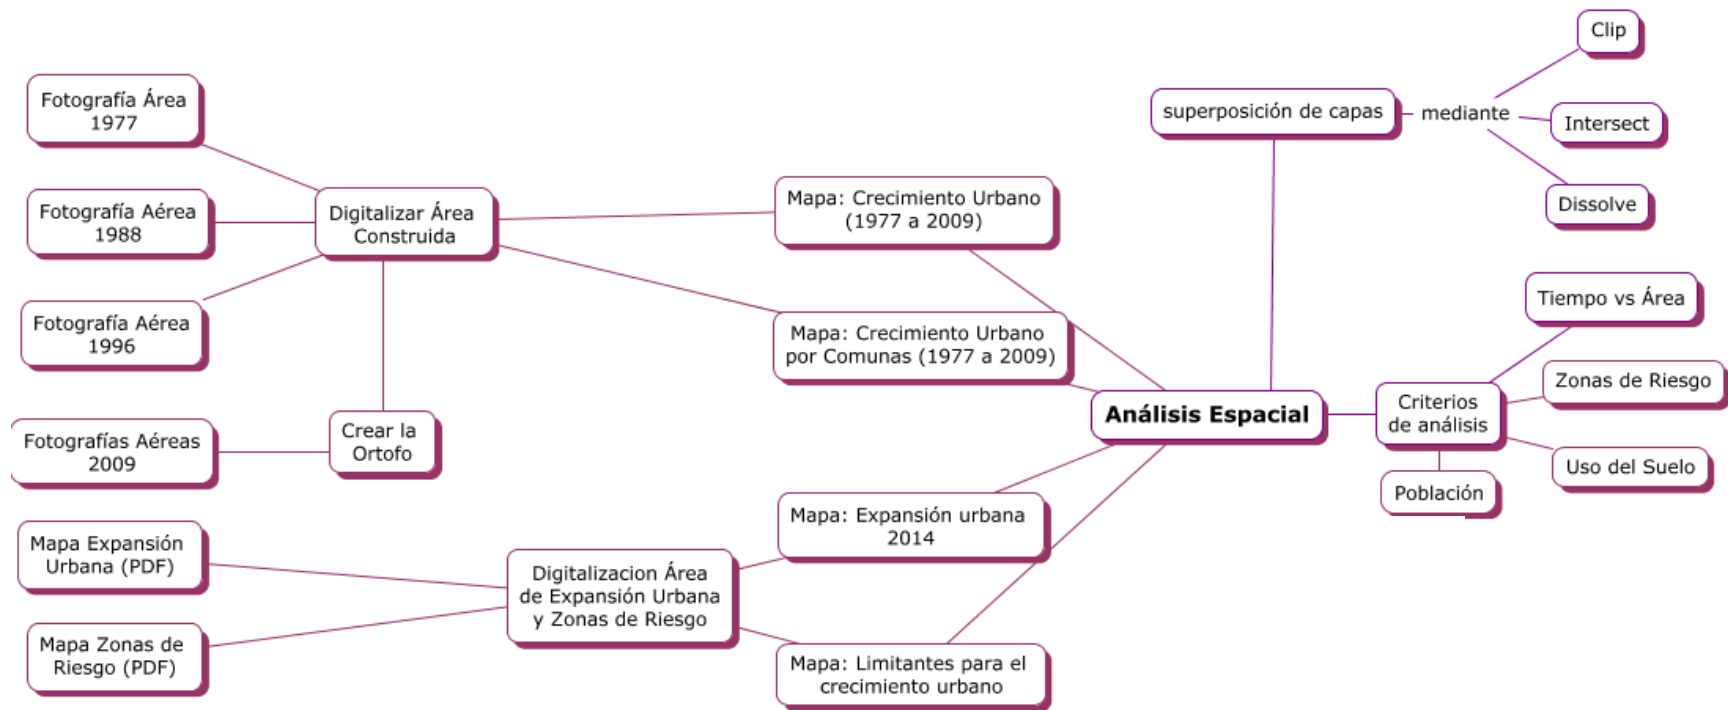 Fotografía Área
1977
Fotografía Aérea
1988
Fotografía Aérea
1996
Fotografías Aéreas
2009
Mapa Expansión
Urbana (PDF)
Mapa Zonas de
Riesgo (PDF)
Digitalizar Área
Construida
Crear la
Ortofo
Digitalizacion Área
de Expansión Urbana
y Zonas de Riesgo
Mapa: Crecimiento Urbano
(1977 a 2009)
Mapa: Crecimiento Urbano
por Comunas (1977 a 2009)
Mapa: Expansión urbana
2014
Mapa: Limitantes para el
crecimiento urbano
Análisis Espacial
superposición de capas
mediante
Clip
Intersect
Dissolve
Criterios
de análisis
Tiempo vs Área
Zonas de Riesgo
Uso del Suelo
Población